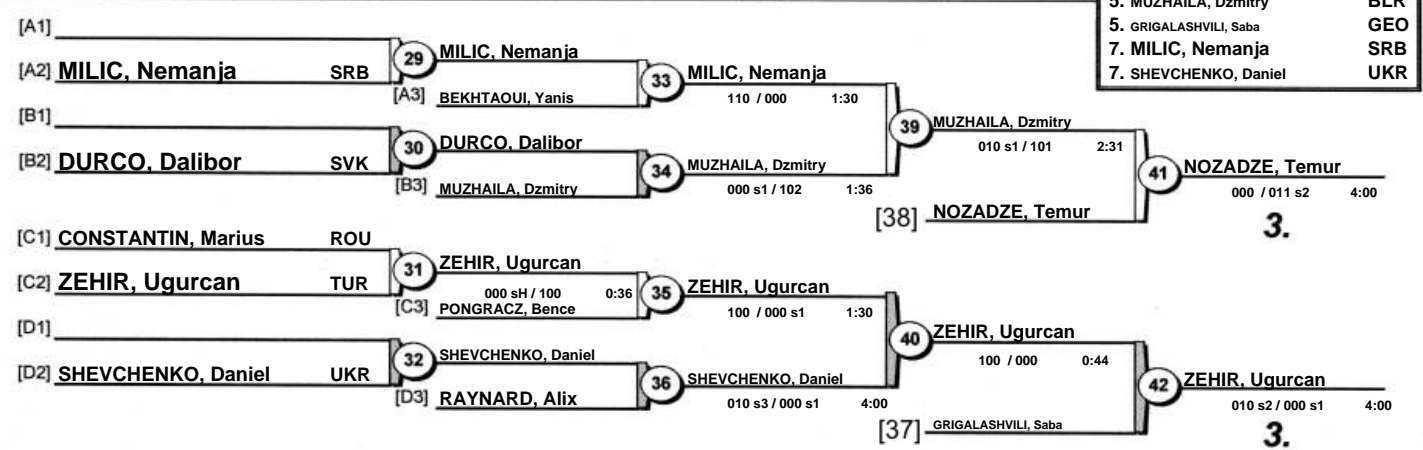 5. MUZHAILA, Dzmitry BLR
5. GRIGALASHVILI, Saba GEO
7. MILIC, Nemanja SRB
7. SHEVCHENKO, Daniel UKR
[A1]
[A2] MILIC, Nemanja SRB
29 MILIC, Nemanja
[A3] BEKHTAOUI, Yanis
33 MILIC, Nemanja
110 / 000 1:30
[B1]
[B2] DURCO, Dalibor SVK
30 DURCO, Dalibor
[B3] MUZHAILA, Dzmitry
34 MUZHAILA, Dzmitry
000 s1 / 102 1:36
39 MUZHAILA, Dzmitry
010 s1 / 101 2:31
[38] NOZADZE, Temur
41 NOZADZE, Temur
000 / 011 s2 4:00
3.
[C1] CONSTANTIN, Marius ROU
[C2] ZEHIR, Ugurcan TUR
31 ZEHIR, Ugurcan
000 sH / 100 0:36
[C3] PONGRACZ, Bence
35 ZEHIR, Ugurcan
100 / 000 s1 1:30
[D1]
[D2] SHEVCHENKO, Daniel UKR
32 SHEVCHENKO, Daniel
[D3] RAYNARD, Alix
36 SHEVCHENKO, Daniel
010 s3 / 000 s1 4:00
40 ZEHIR, Ugurcan
100 / 000 0:44
[37] GRIGALASHVILI, Saba
42 ZEHIR, Ugurcan
010 s2 / 000 s1 4:00
3.